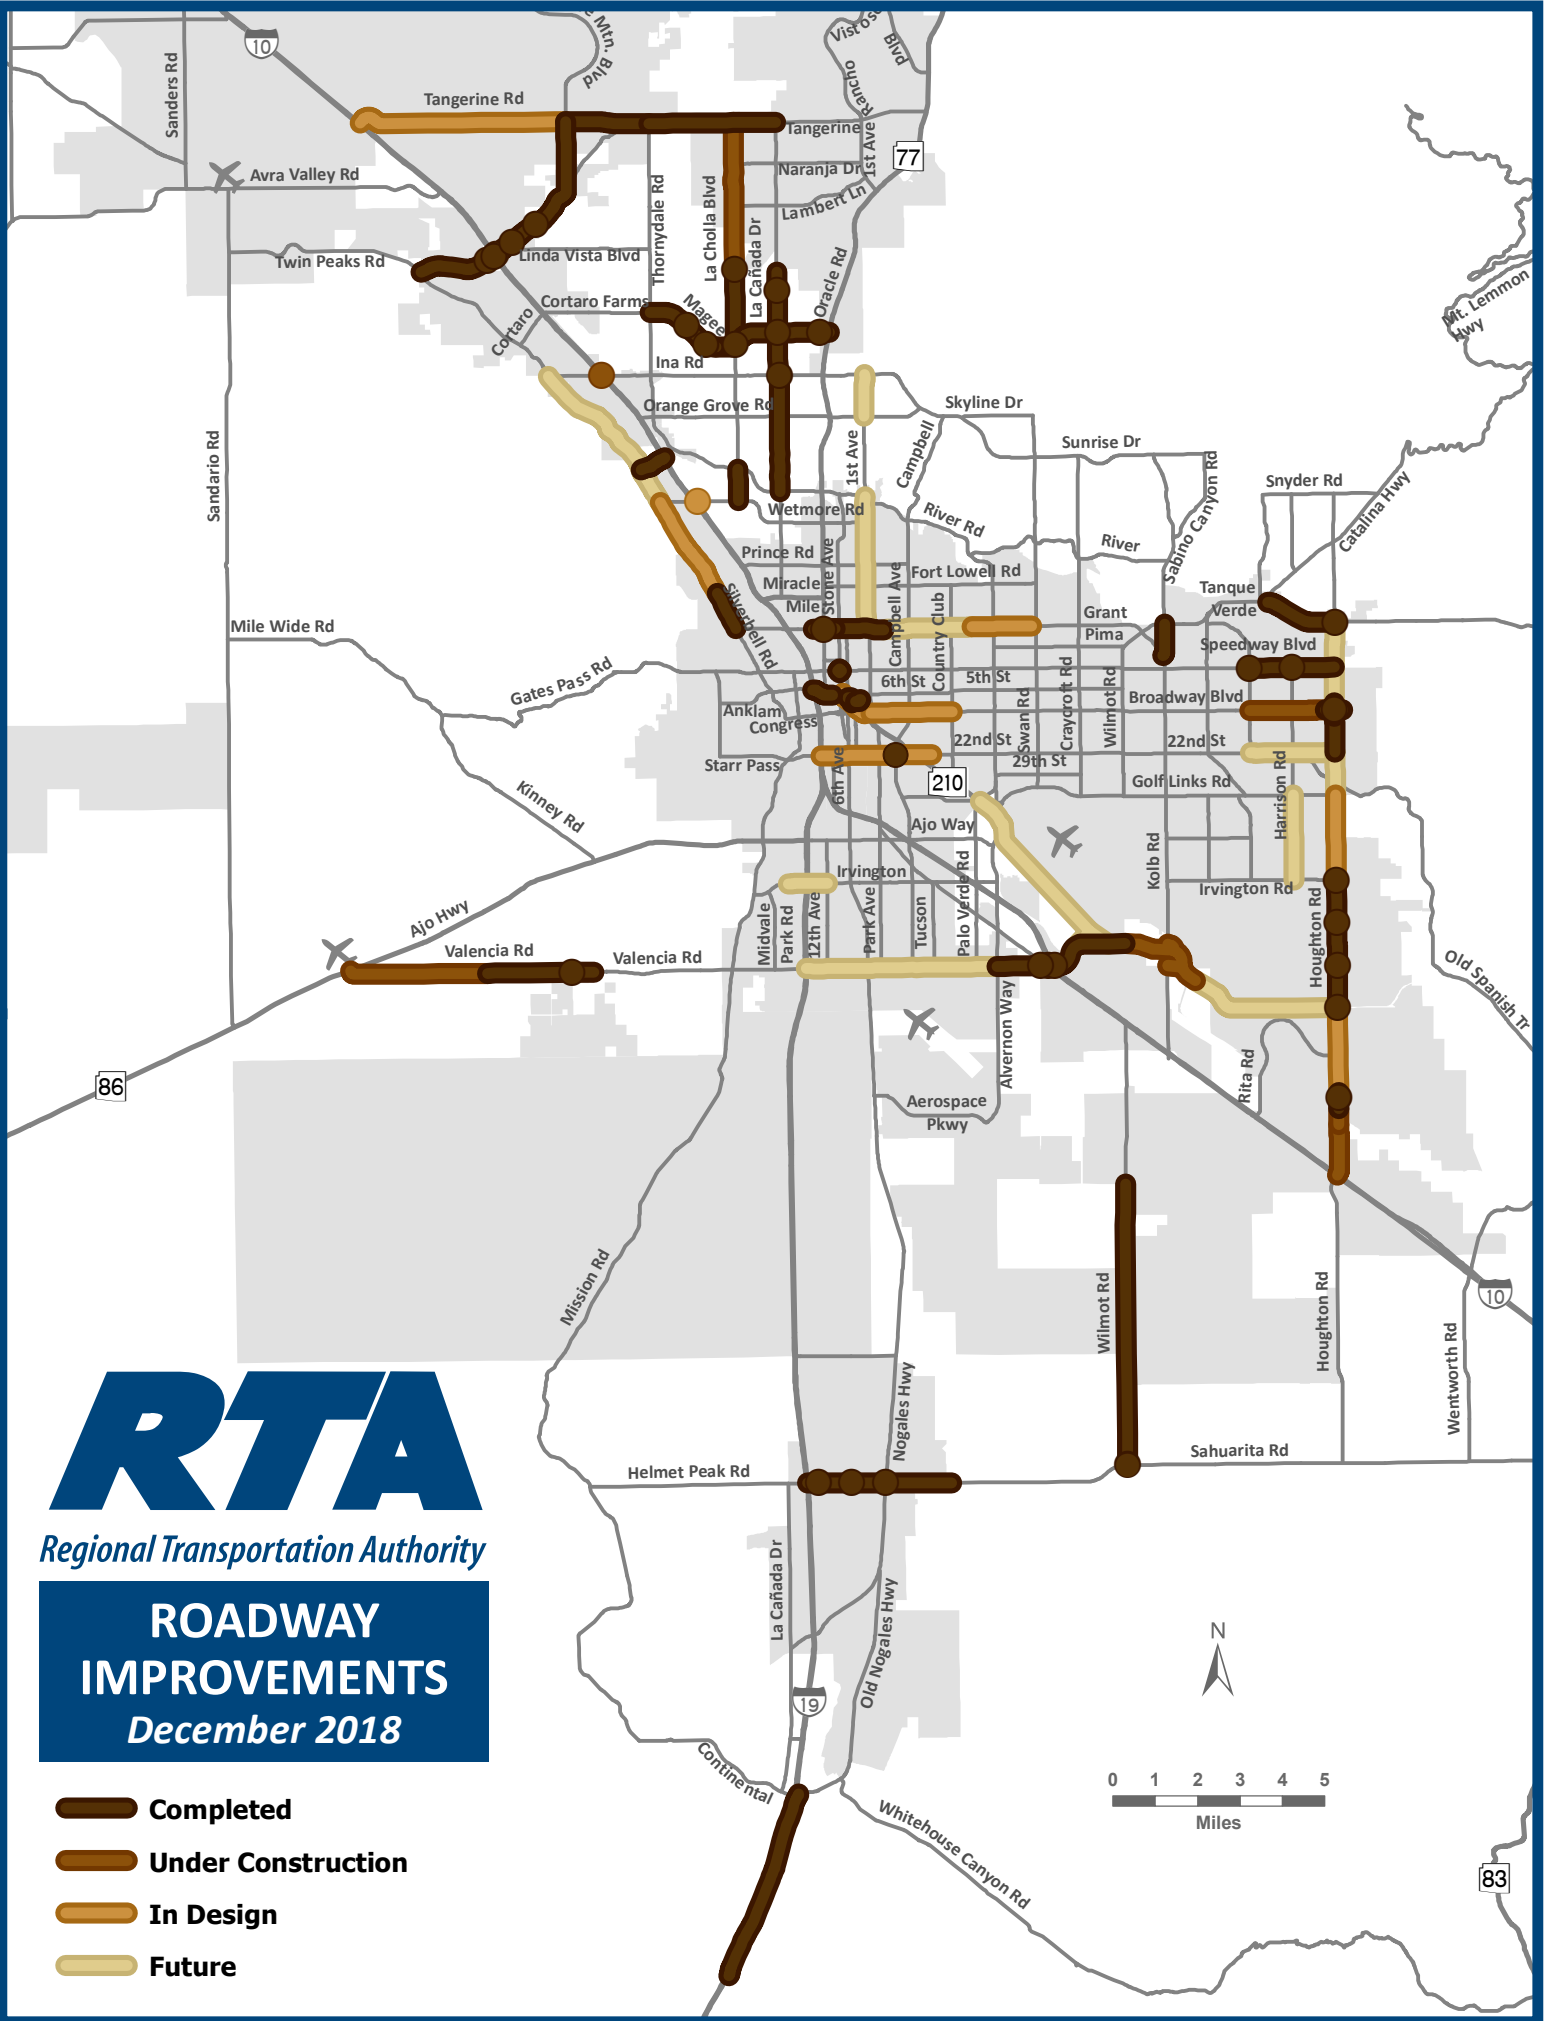 e Mtn. Blvd
Vistoso
Blvd
Rancho
10
Sanders Rd
Tangerine Rd
Tangerine
1st Ave
77
Avra Valley Rd
Naranja Dr
Lambert Ln
Thornydale Rd
La Cholla Blvd
La Cañada Dr
Oracle Rd
Twin Peaks Rd
Linda Vista Blvd
Cortaro Farms
Magee
Cortaro
Mt. Lemmon
Hwy
Ina Rd
Orange Grove Rd
Skyline Dr
1st Ave
Campbell
Sunrise Dr
Sabino Canyon Rd
Snyder Rd
Catalina Hwy
Sandario Rd
Wetmore Rd
River Rd
River
Prince Rd
Stone Ave
Miracle
Mile
Fort Lowell Rd
Campbell Ave
Country Club
Silverbell Rd
Tanque
Verde
Grant
Pima
Mile Wide Rd
Speedway Blvd
Gates Pass Rd
6th St
5th St
Swan Rd
Craycroft Rd
Wilmot Rd
Broadway Blvd
Anklam
Congress
22nd St
22nd St
Starr Pass
6th Ave
29th St
210
Golf Links Rd
Harrison Rd
Kinney Rd
Ajo Way
Irvington
Palo Verde Rd
Kolb Rd
Irvington Rd
Houghton Rd
Ajo Hwy
Midvale
Park Rd
12th Ave
Park Ave
Tucson
Valencia Rd
Valencia Rd
Alvernon Way
Old Spanish Tr
Rita Rd
86
Aerospace
Pkwy
Mission Rd
Wilmot Rd
Houghton Rd
10
Wentworth Rd
Nogales Hwy
Helmet Peak Rd
Sahuarita Rd
La Cañada Dr
Old Nogales Hwy
19
Continental
Whitehouse Canyon Rd
83
RTA
Regional Transportation Authority
ROADWAY
IMPROVEMENTS
December 2018
Completed
Under Construction
In Design
Future
N
0 1 2 3 4 5
Miles